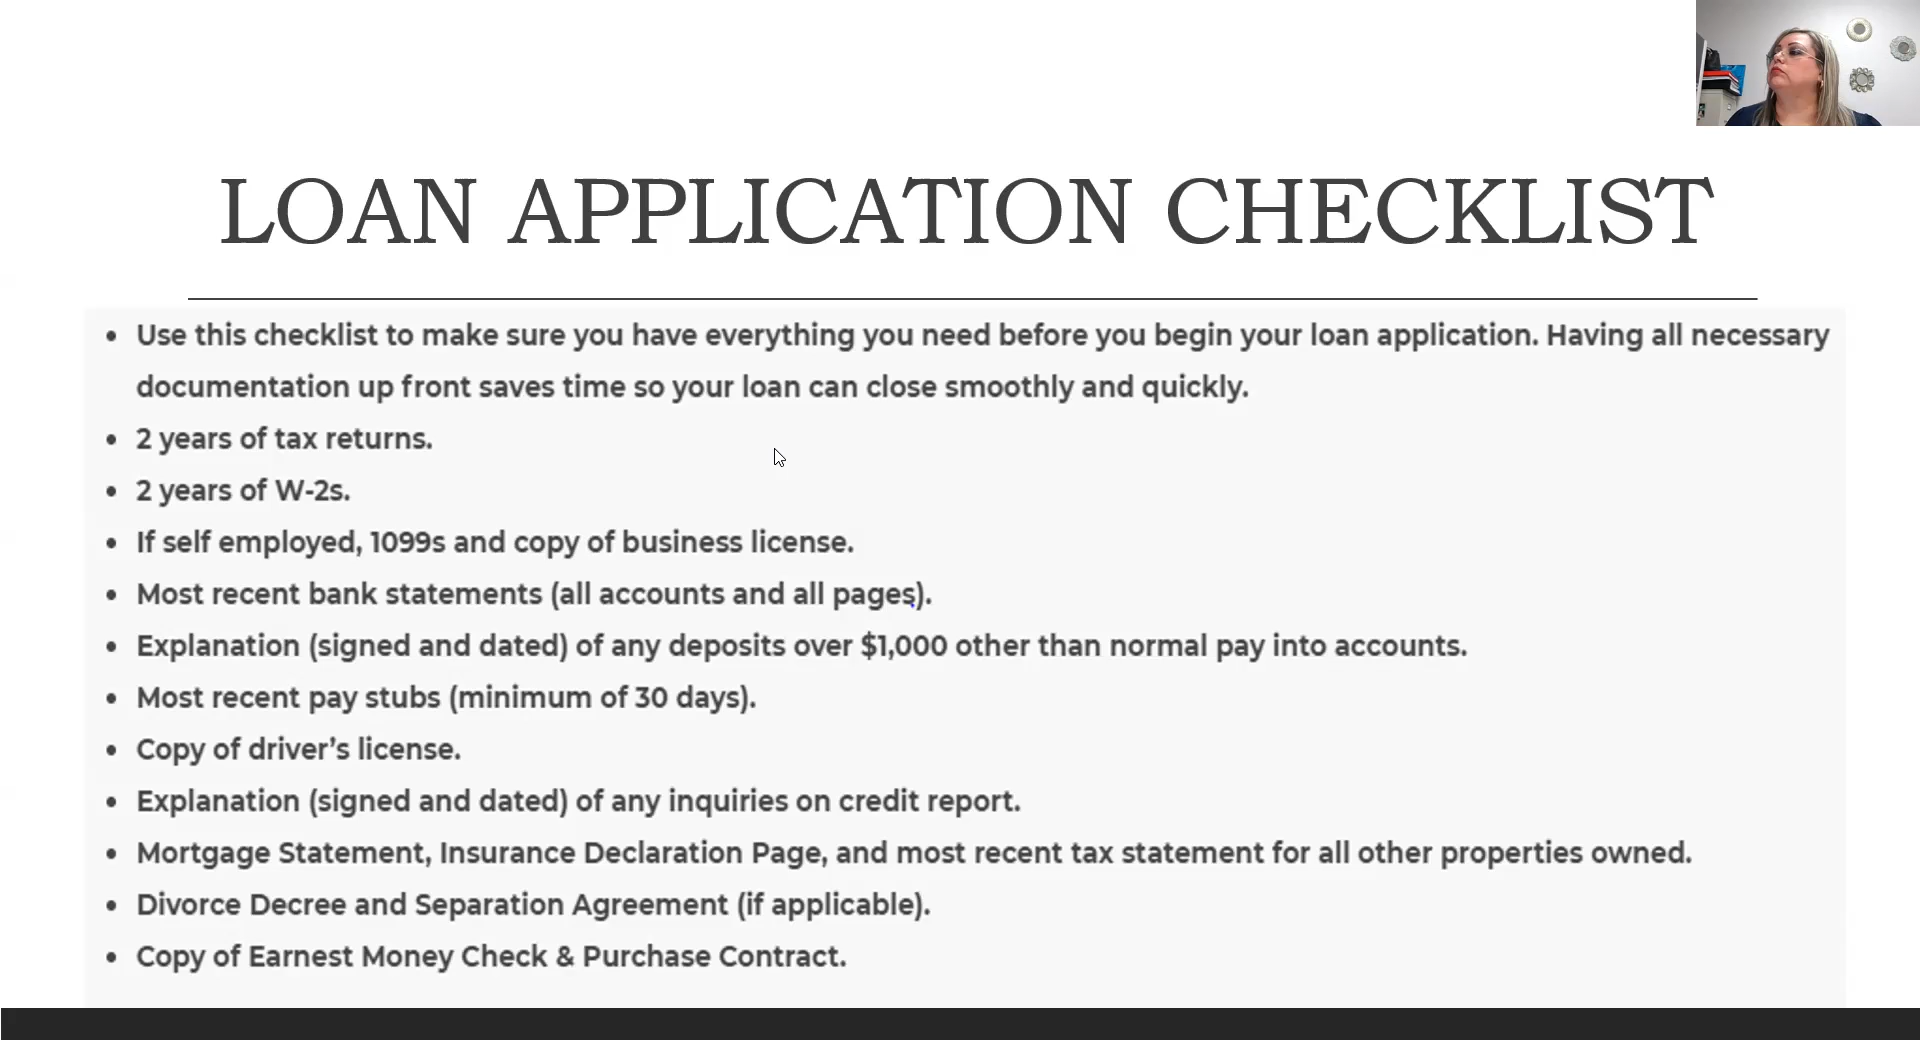 LOAN APPLICATION CHECKLIST
• Use this checklist to make sure you have everything you need before you begin your loan application. Having all necessary
documentation up front saves time so your loan can close smoothly and quickly.
• 2 years of tax returns.
• 2 years of W-2s.
• If self employed, 1099s and copy of business license.
• Most recent bank statements (all accounts and all pages).
• Explanation (signed and dated) of any deposits over $1,000 other than normal pay into accounts.
• Most recent pay stubs (minimum of 30 days).
• Copy of driver’s license.
• Explanation (signed and dated) of any inquiries on credit report.
• Mortgage Statement, Insurance Declaration Page, and most recent tax statement for all other properties owned.
• Divorce Decree and Separation Agreement (if applicable).
• Copy of Earnest Money Check & Purchase Contract.